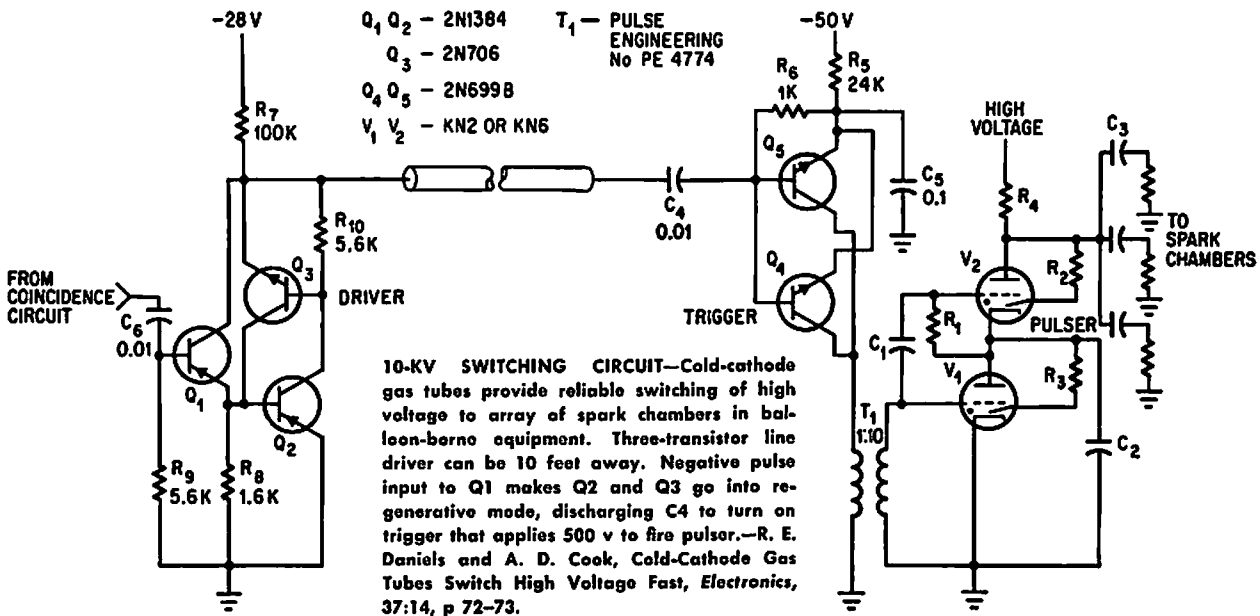 -28V
Q1 Q2 - 2N1384
Q3 - 2N706
Q4 Q5 - 2N699B
V1 V2 - KN2 OR KN6
T1 - PULSE
ENGINEERING
No PE 4774
-50V
R6
1K
R5
24K
R7
100K
Q5
HIGH
VOLTAGE
C3
C4
0.01
C5
0.1
R4
R10
5.6K
TO
SPARK
CHAMBERS
FROM
COINCIDENCE
CIRCUIT
Q3
DRIVER
Q4
V2
R2
C6
0.01
TRIGGER
R1
PULSER
C1
V1
R3
Q1
Q2
T1
1:10
C2
R9
5.6K
R8
1.6K
10-KV SWITCHING CIRCUIT—Cold-cathode
gas tubes provide reliable switching of high
voltage to array of spark chambers in bal-
loon-borne equipment. Three-transistor line
driver can be 10 feet away. Negative pulse
input to Q1 makes Q2 and Q3 go into re-
generative mode, discharging C4 to turn on
trigger that applies 500 v to fire pulser.—R. E.
Daniels and A. D. Cook, Cold-Cathode Gas
Tubes Switch High Voltage Fast, Electronics,
37:14, p 72–73.